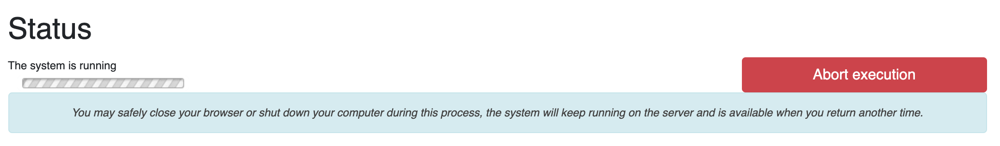 Status
The system is running
Abort execution
You may safely close your browser or shut down your computer during this process, the system will keep running on the server and is available when you return another time.